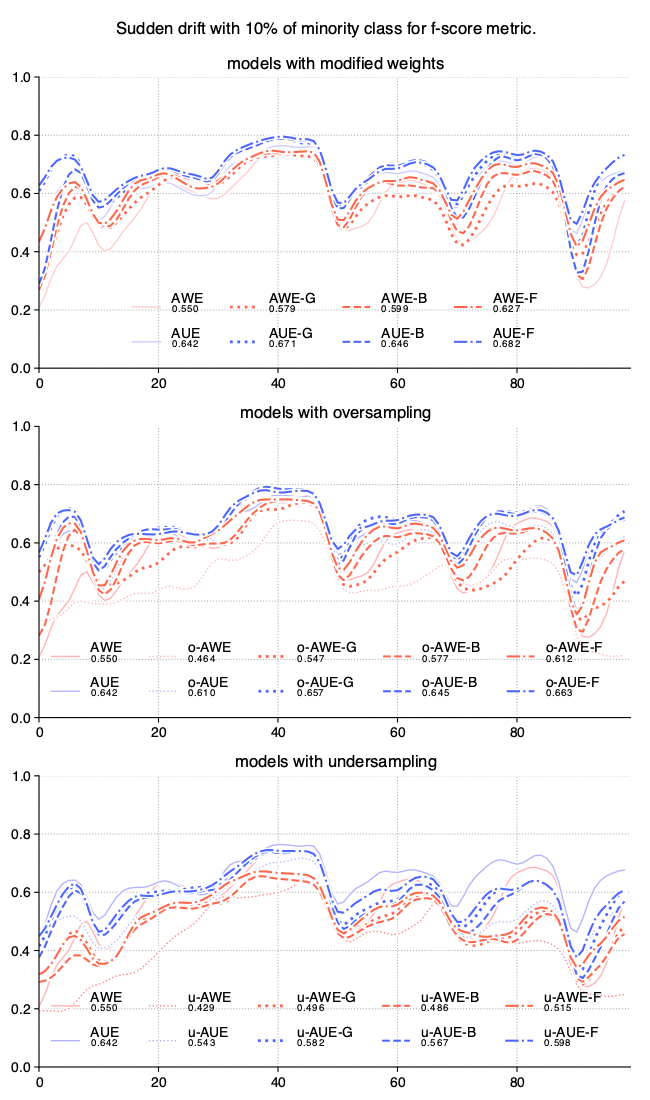 Sudden drift with 10% of minority class for f-score metric.
models with modified weights
1.0
0.8
0.6
0.4
0.2
0.0
AWE AWE-G AWE-B AWE-F
0.550 0.579 0.599 0.627
AUE AUE-G AUE-B AUE-F
0.642 0.671 0.646 0.682
0 20 40 60 80
models with oversampling
1.0
0.8
0.6
0.4
0.2
0.0
AWE o-AWE o-AWE-G o-AWE-B o-AWE-F
0.550 0.464 0.547 0.577 0.612
AUE o-AUE o-AUE-G o-AUE-B o-AUE-F
0.642 0.610 0.657 0.645 0.663
0 20 40 60 80
models with undersampling
1.0
0.8
0.6
0.4
0.2
0.0
AWE u-AWE u-AWE-G u-AWE-B u-AWE-F
0.550 0.429 0.496 0.486 0.515
AUE u-AUE u-AUE-G u-AUE-B u-AUE-F
0.642 0.543 0.582 0.567 0.598
0 20 40 60 80